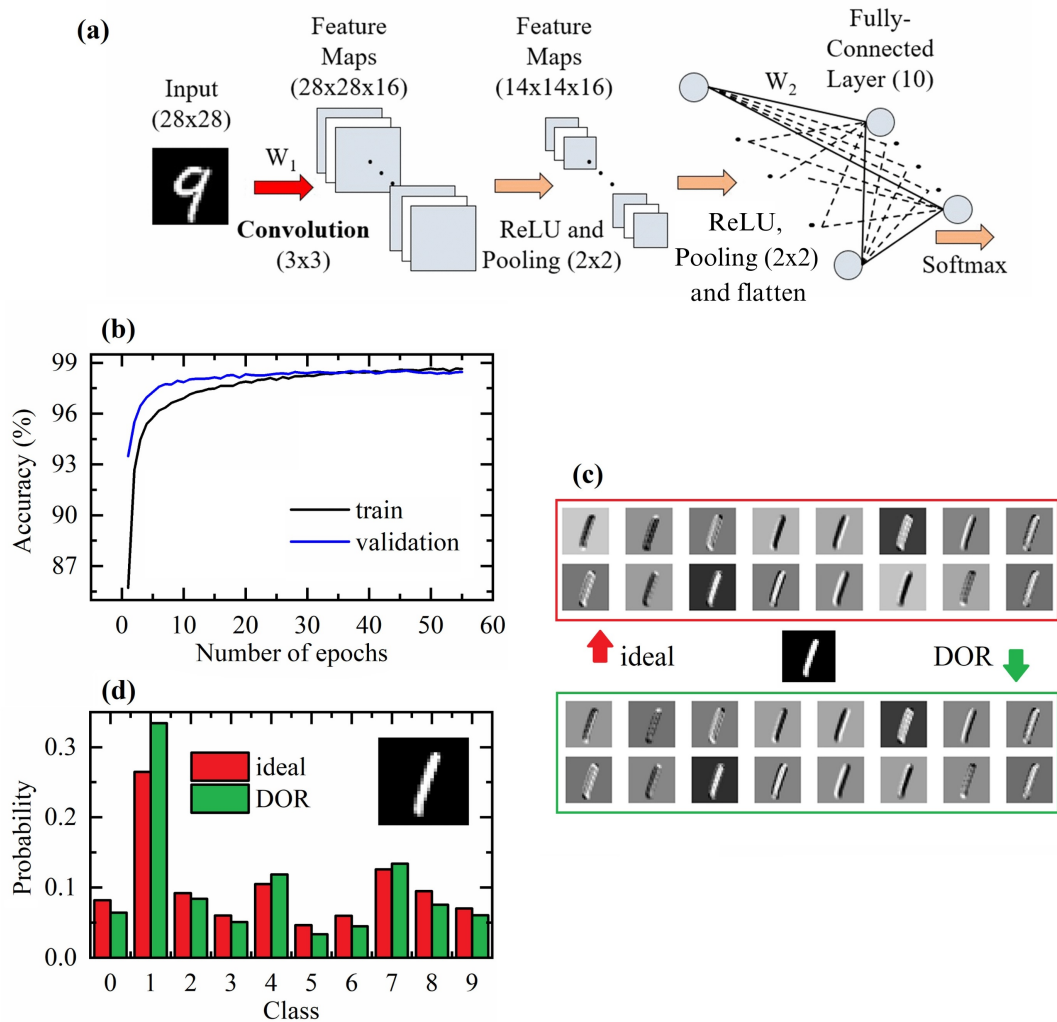 (a)
Input
(28x28)
W1
Convolution
(3x3)
Feature
Maps
(28x28x16)
ReLU and
Pooling (2x2)
Feature
Maps
(14x14x16)
ReLU,
Pooling (2x2)
and flatten
W2
Fully-
Connected
Layer (10)
Softmax
(b)
Accuracy (%)
99
96
93
90
87
train
validation
0 10 20 30 40 50 60
Number of epochs
(c)
ideal
DOR
(d)
Probability
0.3
0.2
0.1
0.0
ideal
DOR
0 1 2 3 4 5 6 7 8 9
Class